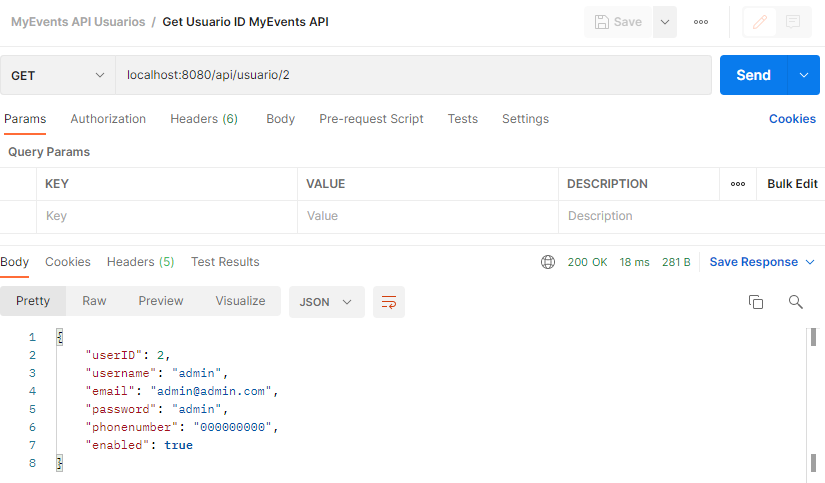 MyEvents API Usuarios / Get Usuario ID MyEvents API Save
GET localhost:8080/api/usuario/2 Send
Params Authorization Headers (6) Body Pre-request Script Tests Settings Cookies
Query Params
KEY VALUE DESCRIPTION Bulk Edit
Key Value Description
Body Cookies Headers (5) Test Results 200 OK 18 ms 281 B Save Response
Pretty Raw Preview Visualize JSON
1 {
2 "userID": 2,
3 "username": "admin",
4 "email": "admin@admin.com",
5 "password": "admin",
6 "phonenumber": "000000000",
7 "enabled": true
8 }